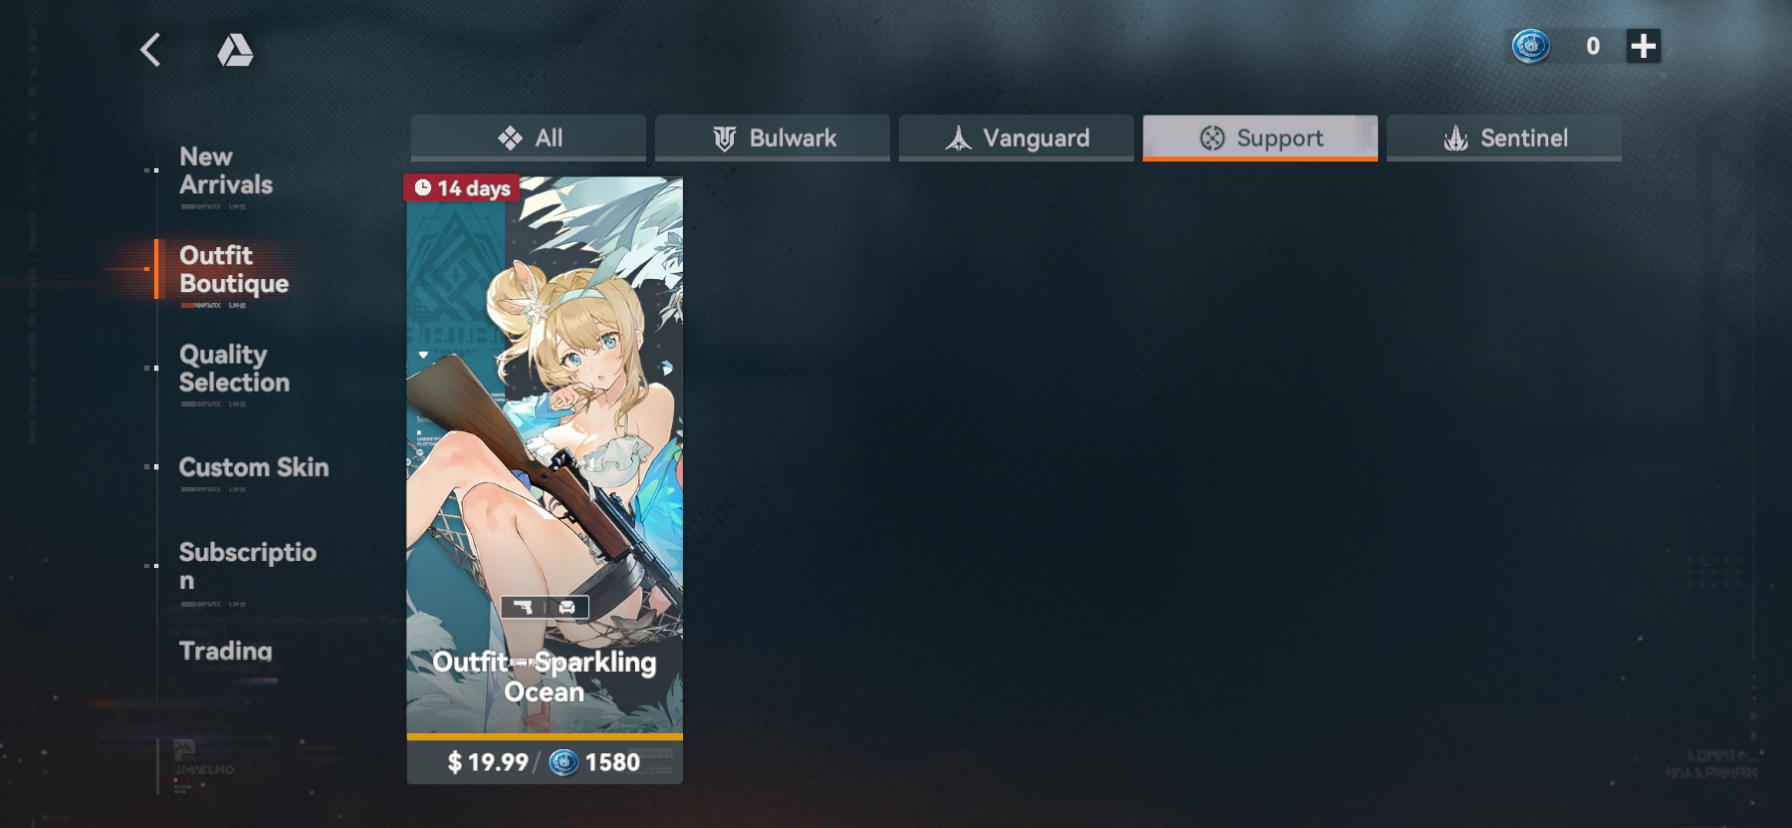 0
All
Bulwark
Vanguard
Support
Sentinel
New
Arrivals
Outfit
Boutique
Quality
Selection
Custom Skin
Subscriptio
n
Trading
14 days
Outfit—Sparkling
Ocean
$ 19.99 / 1580